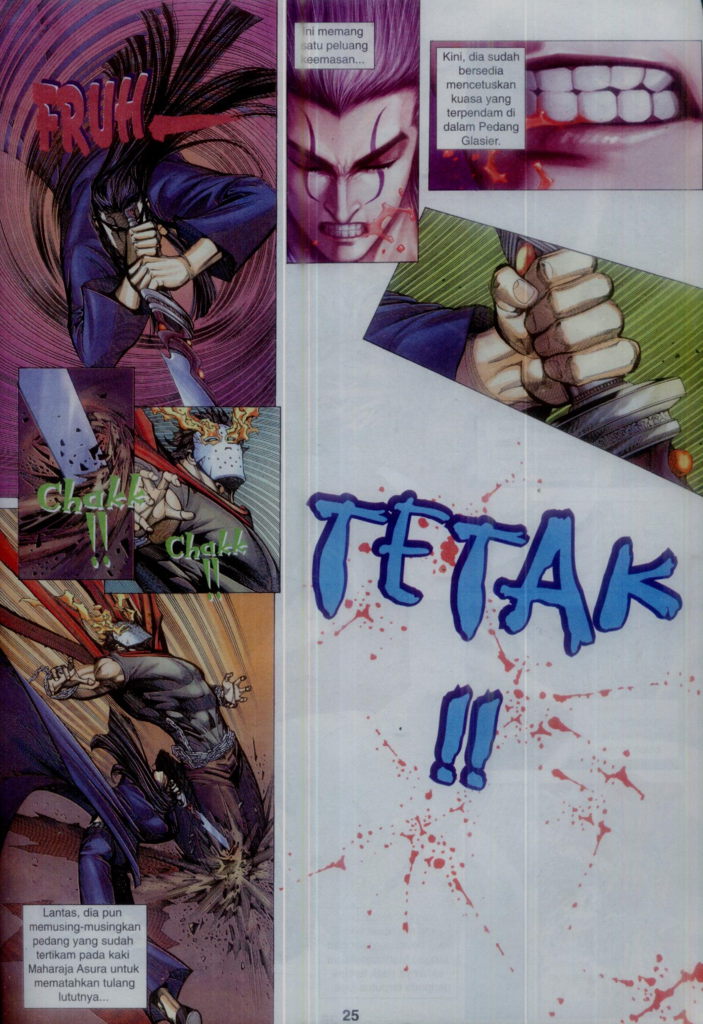 FRUH
Chakk
!!
Chakk
!!
Lantas, dia pun
memusing-musingkan
pedang yang sudah
tertikam pada kaki
Maharaja Asura untuk
mematahkan tulang
lututnya...
Ini memang
satu peluang
keemasan...
Kini, dia sudah
bersedia
mencetuskan
kuasa yang
terpendam di
dalam Pedang
Glasier.
TETAK
!!
25